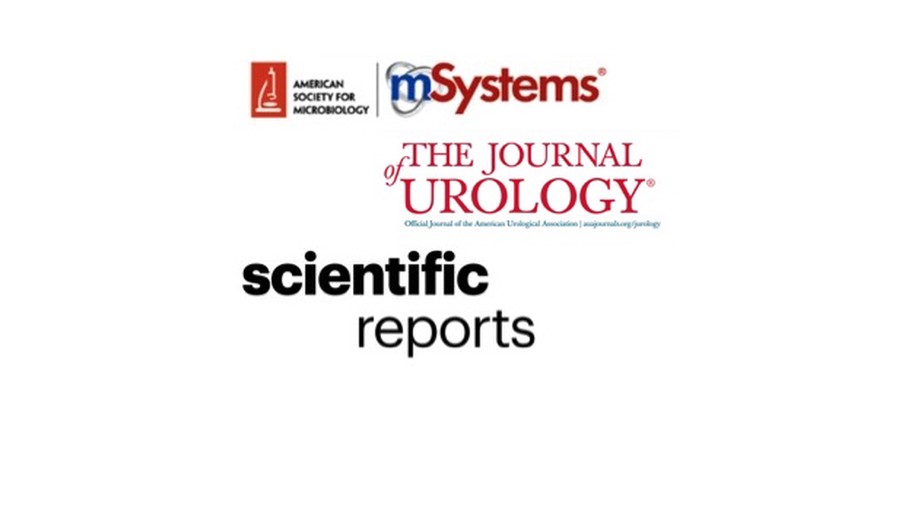 AMERICAN
SOCIETY FOR
MICROBIOLOGY
mSystems®
THE JOURNAL
of UROLOGY®
Official Journal of the American Urological Association | auajournals.org/jurology
scientific
reports